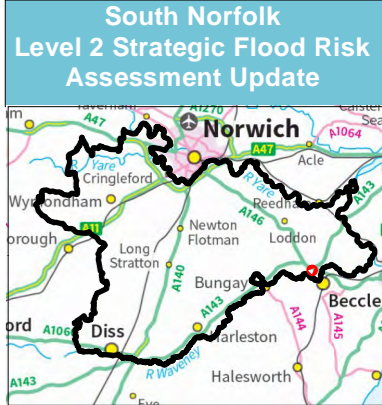 South Norfolk
Level 2 Strategic Flood Risk
Assessment Update
A1270
Norwich
A47
A1064
A47
Acle
R Yare
Cringleford
R Yare
Reedham
A143
Wymondham
A146
A11
Newton
Flotman
Loddon
Long
Stratton
A140
Bungay
A143
Beccle
A144
A145
Diss
Harleston
R Waveney
A143
Halesworth